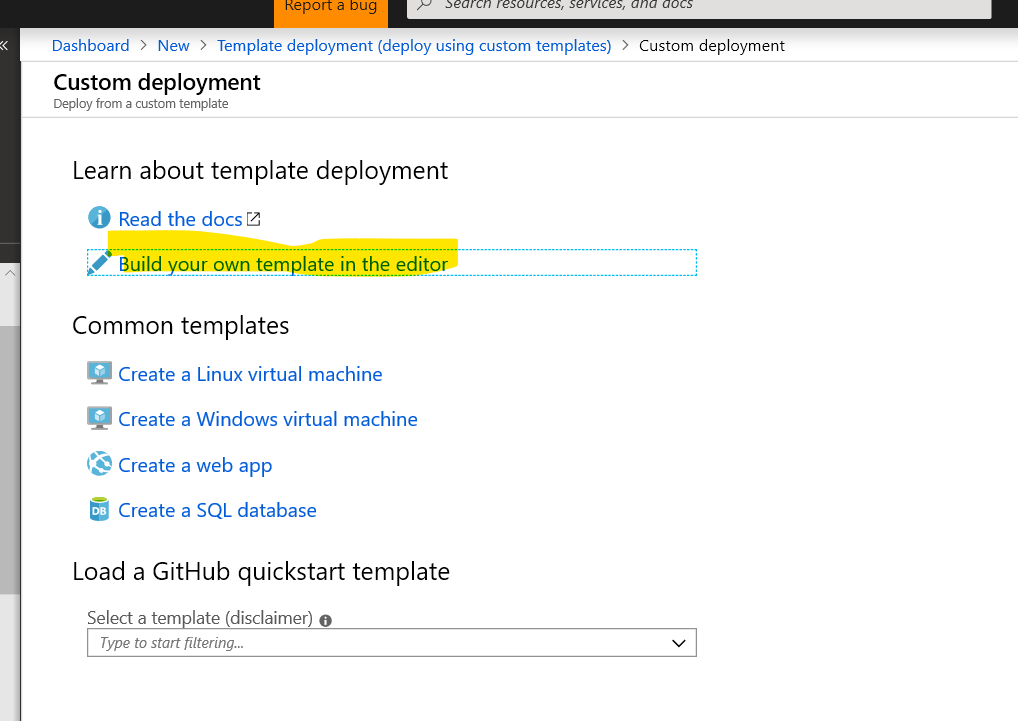 Report a bug
Search resources, services, and docs
«
Dashboard > New > Template deployment (deploy using custom templates) > Custom deployment
Custom deployment
Deploy from a custom template
Learn about template deployment
Read the docs
Build your own template in the editor
Common templates
Create a Linux virtual machine
Create a Windows virtual machine
Create a web app
DB Create a SQL database
Load a GitHub quickstart template
Select a template (disclaimer)
Type to start filtering...